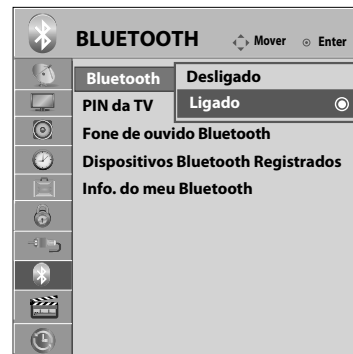 BLUETOOTH Mover Enter
Bluetooth Desligado
PIN da TV Ligado
Fone de ouvido Bluetooth
Dispositivos Bluetooth Registrados
Info. do meu Bluetooth